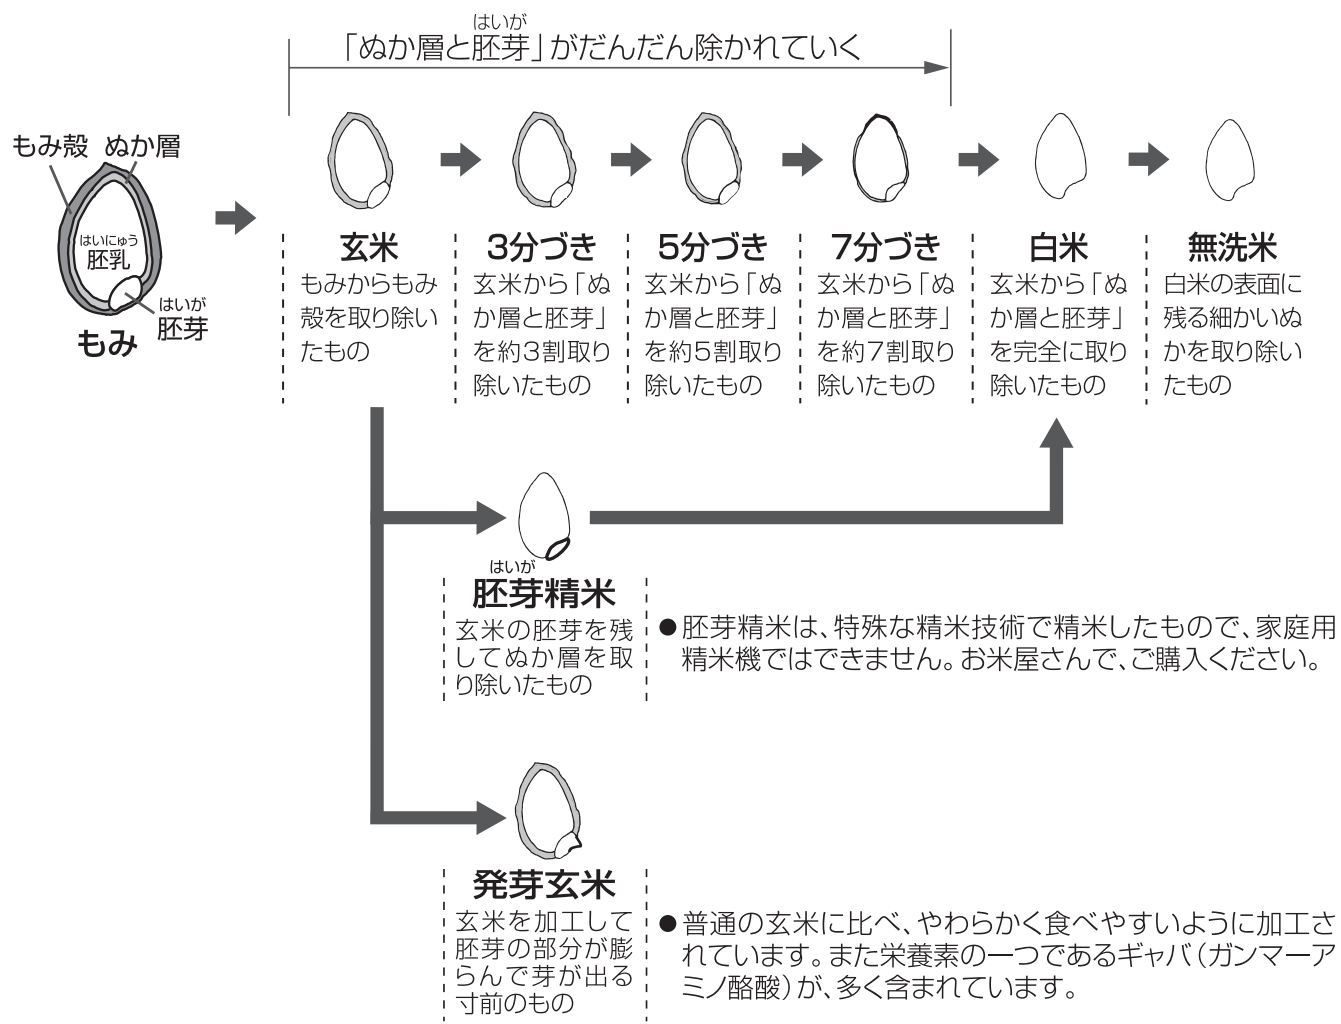 はいが
「ぬか層と胚芽」がだんだん除かれていく
もみ殻 ぬか層
はいにゅう
胚乳
はいが
胚芽
もみ
玄米
もみからもみ
殻を取り除い
たもの
3分づき
玄米から「ぬ
か層と胚芽」
を約3割取り
除いたもの
5分づき
玄米から「ぬ
か層と胚芽」
を約5割取り
除いたもの
7分づき
玄米から「ぬ
か層と胚芽」
を約7割取り
除いたもの
白米
玄米から「ぬ
か層と胚芽」
を完全に取り
除いたもの
無洗米
白米の表面に
残る細かいぬ
かを取り除い
たもの
はいが
胚芽精米
玄米の胚芽を残
してぬか層を取
り除いたもの
●胚芽精米は、特殊な精米技術で精米したもので、家庭用
精米機ではできません。お米屋さんで、ご購入ください。
発芽玄米
玄米を加工して
胚芽の部分が膨
らんで芽が出る
寸前のもの
●普通の玄米に比べ、やわらかく食べやすいように加工さ
れています。また栄養素の一つであるギャバ（ガンマーア
ミノ酪酸）が、多く含まれています。